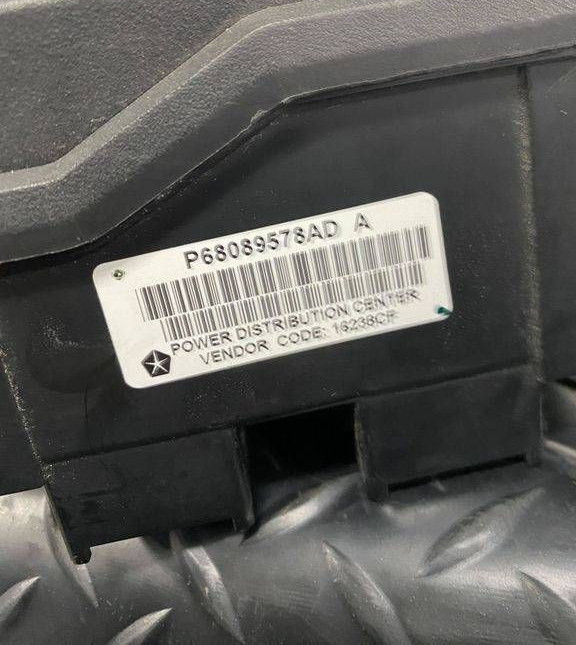 P68089578AD A
POWER DISTRIBUTION CENTER
VENDOR CODE: 16238CF